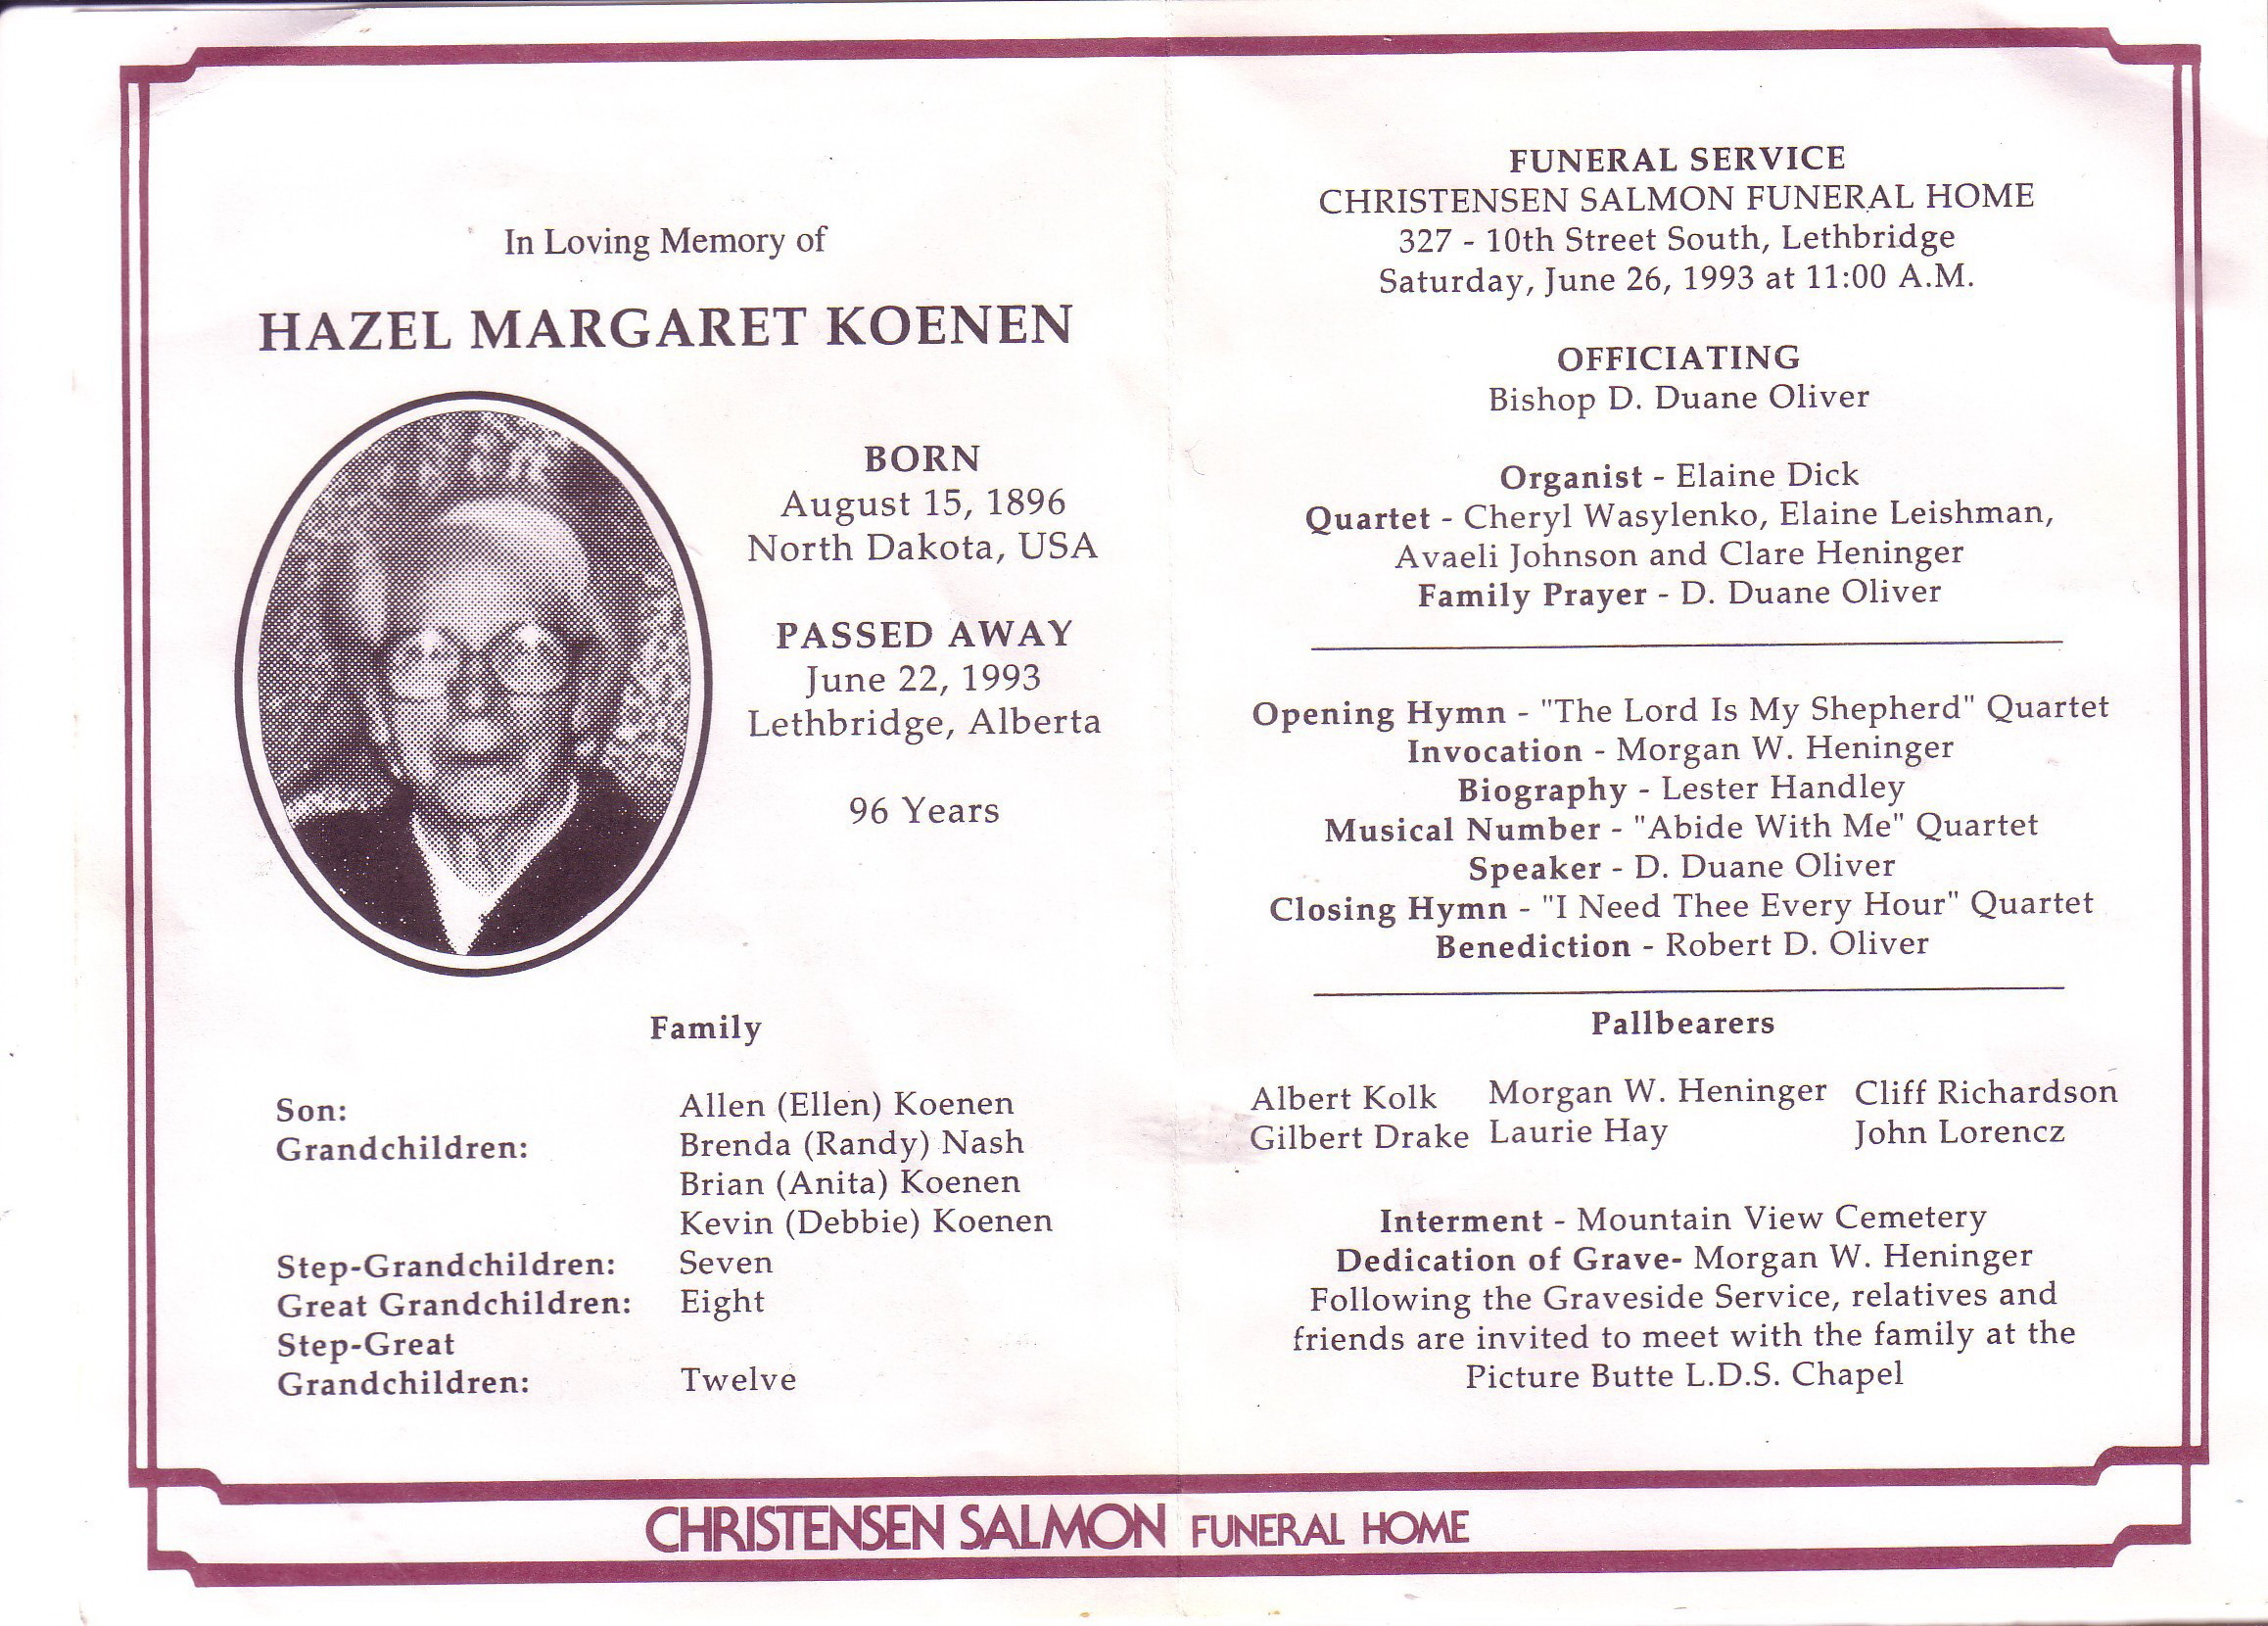 In Loving Memory of
HAZEL MARGARET KOENEN
BORN
August 15, 1896
North Dakota, USA
PASSED AWAY
June 22, 1993
Lethbridge, Alberta
96 Years
Family
Son: Allen (Ellen) Koenen
Grandchildren: Brenda (Randy) Nash
Brian (Anita) Koenen
Kevin (Debbie) Koenen
Step-Grandchildren: Seven
Great Grandchildren: Eight
Step-Great
Grandchildren: Twelve
FUNERAL SERVICE
CHRISTENSEN SALMON FUNERAL HOME
327 - 10th Street South, Lethbridge
Saturday, June 26, 1993 at 11:00 A.M.
OFFICIATING
Bishop D. Duane Oliver
Organist - Elaine Dick
Quartet - Cheryl Wasylenko, Elaine Leishman,
Avaeli Johnson and Clare Heninger
Family Prayer - D. Duane Oliver
Opening Hymn - "The Lord Is My Shepherd" Quartet
Invocation - Morgan W. Heninger
Biography - Lester Handley
Musical Number - "Abide With Me" Quartet
Speaker - D. Duane Oliver
Closing Hymn - "I Need Thee Every Hour" Quartet
Benediction - Robert D. Oliver
Pallbearers
Albert Kolk Morgan W. Heninger Cliff Richardson
Gilbert Drake Laurie Hay John Lorencz
Interment - Mountain View Cemetery
Dedication of Grave- Morgan W. Heninger
Following the Graveside Service, relatives and
friends are invited to meet with the family at the
Picture Butte L.D.S. Chapel
CHRISTENSEN SALMON FUNERAL HOME